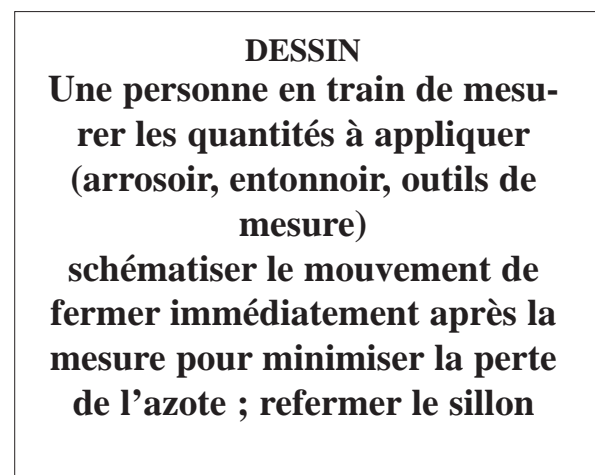 DESSIN
Une personne en train de mesu-
rer les quantités à appliquer
(arrosoir, entonnoir, outils de
mesure)
schématiser le mouvement de
fermer immédiatement après la
mesure pour minimiser la perte
de l’azote ; refermer le sillon